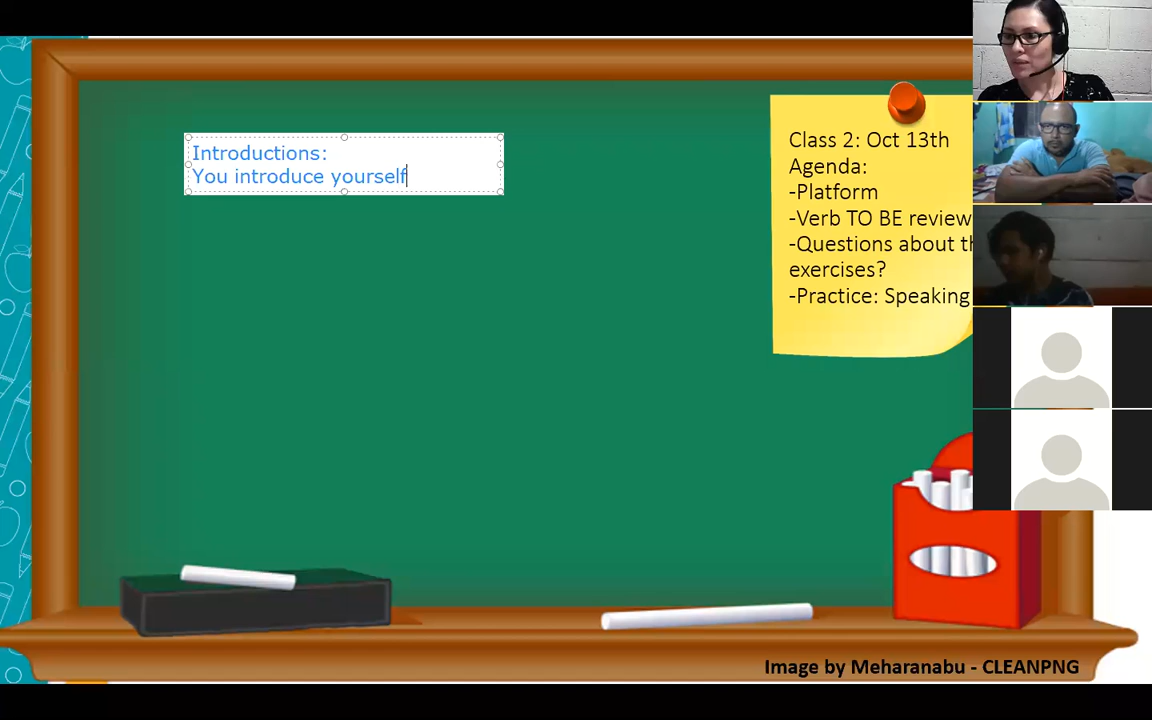 Introductions:
You introduce yourself
Class 2: Oct 13th
Agenda:
-Platform
-Verb TO BE review
-Questions about
exercises?
-Practice: Speaking
Image by Meharanabu - CLEANPNG